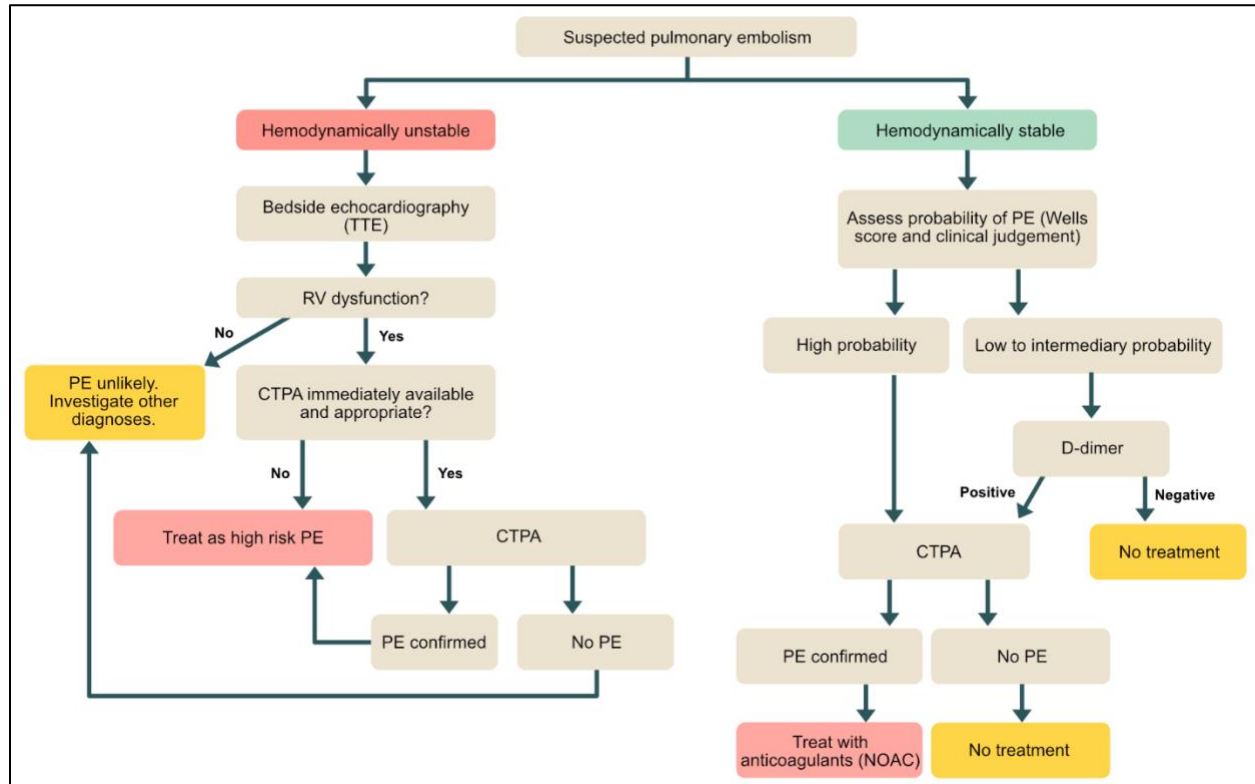 Suspected pulmonary embolism
Hemodynamically unstable
Hemodynamically stable
Bedside echocardiography
(TTE)
Assess probability of PE (Wells
score and clinical judgement)
RV dysfunction?
No
Yes
High probability
Low to intermediary probability
PE unlikely.
Investigate other
diagnoses.
CTPA immediately available
and appropriate?
D-dimer
No
Yes
Positive
Negative
Treat as high risk PE
CTPA
CTPA
No treatment
PE confirmed
No PE
PE confirmed
No PE
Treat with
anticoagulants (NOAC)
No treatment